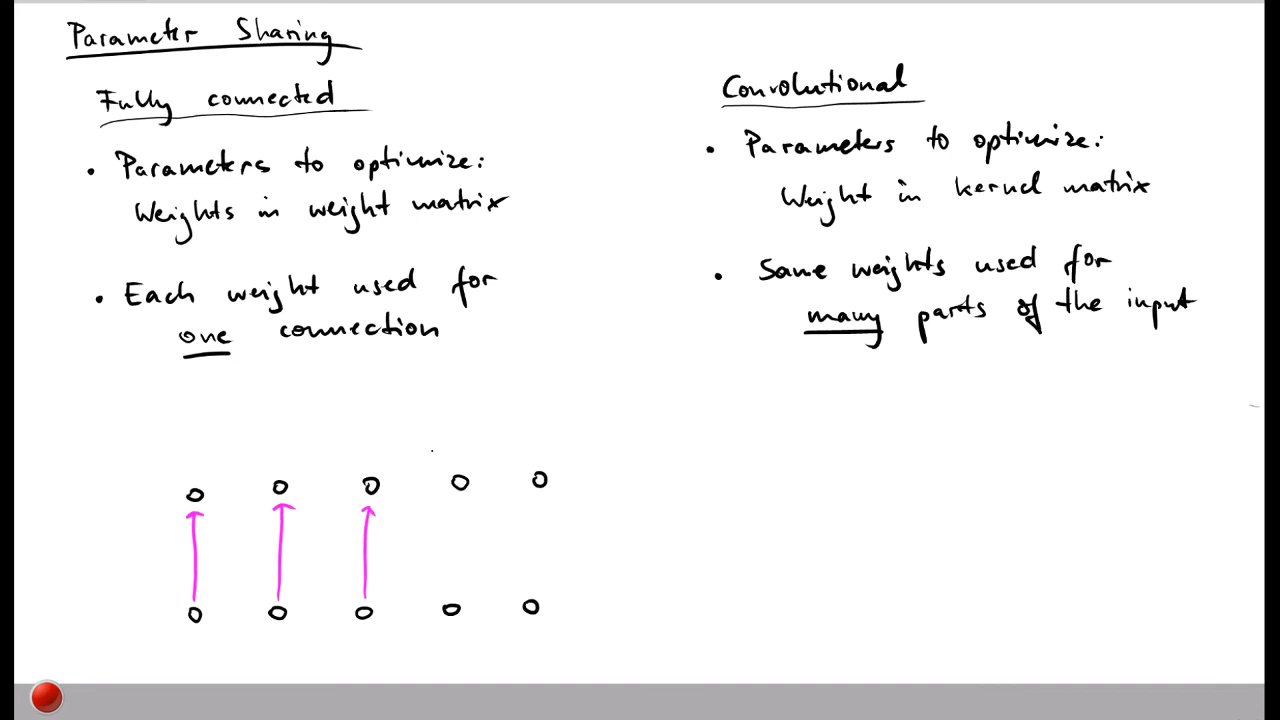 Parameter Sharing
Fully connected
• Parameters to optimize:
Weights in weight matrix
• Each weight used for
one connection
Convolutional
• Parameters to optimize:
Weight in kernel matrix
• Same weights used for
many parts of the input